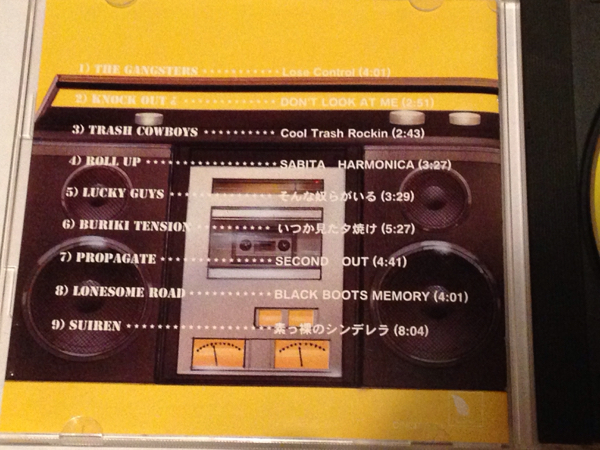 1) THE GANGSTERS ············ Lose Control (4:01)
2) KNOCK OUT ¿ ··············· DON'T LOOK AT ME (2:51)
3) TRASH COWBOYS ·········· Cool Trash Rockin (2:43)
4) ROLL UP ·················· SABITA HARMONICA (3:27)
5) LUCKY GUYS ·············· そんな奴らがいる (3:29)
6) BURIKI TENSION ··········· いつか見た夕焼け (5:27)
7) PROPAGATE ··············· SECOND OUT (4:41)
8) LONESOME ROAD ··········· BLACK BOOTS MEMORY (4:01)
9) SUIREN ···················· 素っ裸のシンデレラ (8:04)